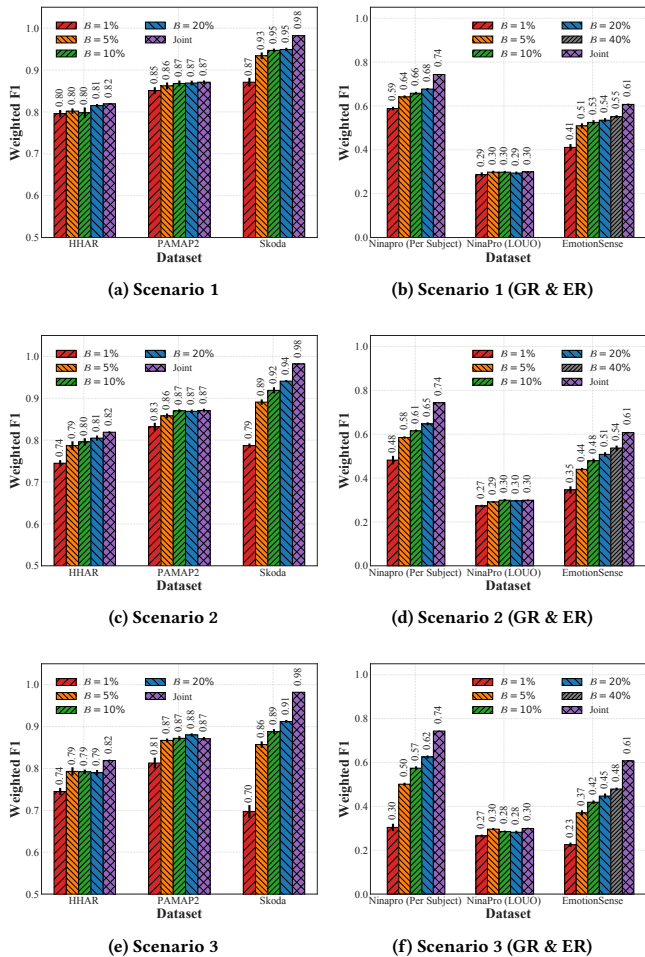 B = 1%
B = 5%
B = 10%
B = 20%
Joint
1.0
0.9
0.8
0.7
0.6
0.5
Weighted F1
0.80
0.80
0.80
0.81
0.82
0.85
0.86
0.87
0.87
0.87
0.87
0.93
0.95
0.95
0.98
HHAR
PAMAP2
Skoda
Dataset
(a) Scenario 1
B = 1%
B = 5%
B = 10%
B = 20%
B = 40%
Joint
1.0
0.8
0.6
0.4
0.2
0.0
Weighted F1
0.59
0.64
0.66
0.68
0.74
0.29
0.30
0.30
0.29
0.30
0.41
0.51
0.53
0.54
0.55
0.61
Ninapro (Per Subject)
NinaPro (LOUO)
EmotionSense
Dataset
(b) Scenario 1 (GR & ER)
B = 1%
B = 5%
B = 10%
B = 20%
Joint
1.0
0.9
0.8
0.7
0.6
0.5
Weighted F1
0.74
0.79
0.80
0.81
0.82
0.83
0.86
0.87
0.87
0.87
0.79
0.89
0.92
0.94
0.98
HHAR
PAMAP2
Skoda
Dataset
(c) Scenario 2
B = 1%
B = 5%
B = 10%
B = 20%
B = 40%
Joint
1.0
0.8
0.6
0.4
0.2
0.0
Weighted F1
0.48
0.58
0.61
0.65
0.74
0.27
0.29
0.30
0.30
0.30
0.35
0.44
0.48
0.51
0.54
0.61
Ninapro (Per Subject)
NinaPro (LOUO)
EmotionSense
Dataset
(d) Scenario 2 (GR & ER)
B = 1%
B = 5%
B = 10%
B = 20%
Joint
1.0
0.9
0.8
0.7
0.6
0.5
Weighted F1
0.74
0.79
0.79
0.79
0.82
0.81
0.87
0.87
0.88
0.87
0.70
0.86
0.89
0.91
0.98
HHAR
PAMAP2
Skoda
Dataset
(e) Scenario 3
B = 1%
B = 5%
B = 10%
B = 20%
B = 40%
Joint
1.0
0.8
0.6
0.4
0.2
0.0
Weighted F1
0.30
0.50
0.57
0.62
0.74
0.27
0.30
0.28
0.28
0.30
0.23
0.37
0.42
0.45
0.48
0.61
Ninapro (Per Subject)
NinaPro (LOUO)
EmotionSense
Dataset
(f) Scenario 3 (GR & ER)